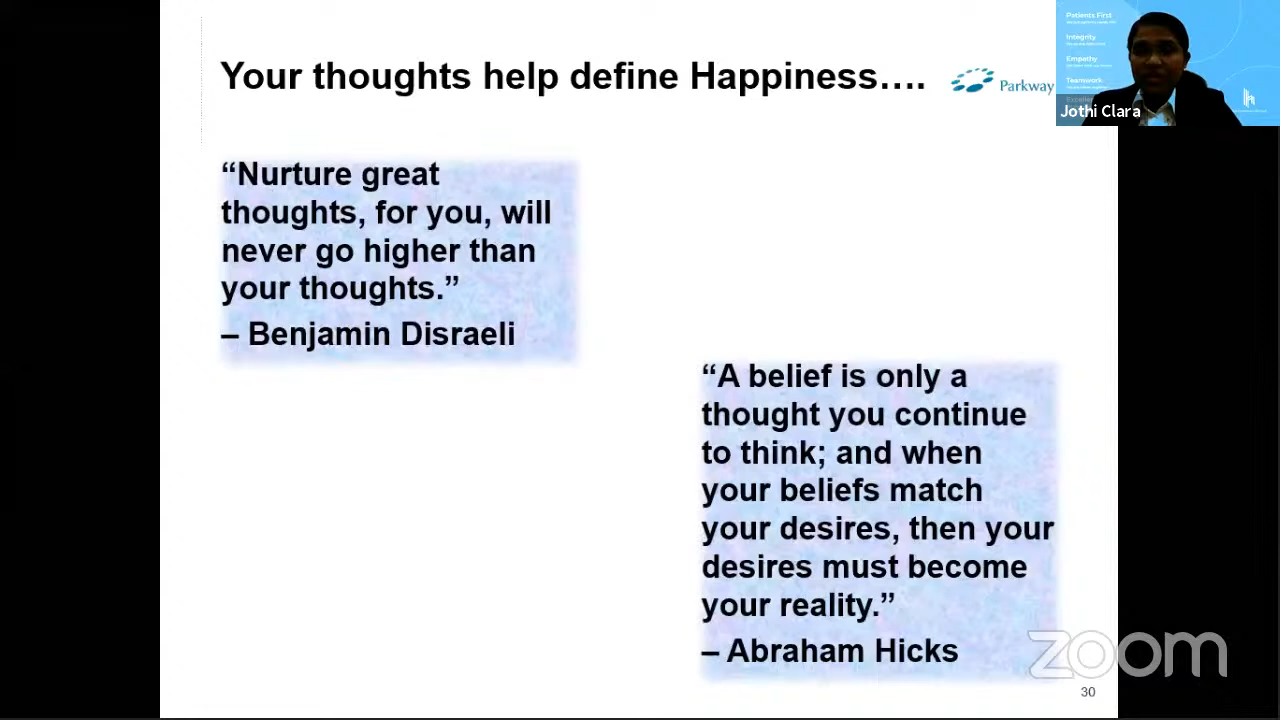 Your thoughts help define Happiness….
Parkway
Patients First
Integrity
Empathy
Teamwork
Jothi Clara
“Nurture great
thoughts, for you, will
never go higher than
your thoughts.”
– Benjamin Disraeli
“A belief is only a
thought you continue
to think; and when
your beliefs match
your desires, then your
desires must become
your reality.”
– Abraham Hicks
zoom
30